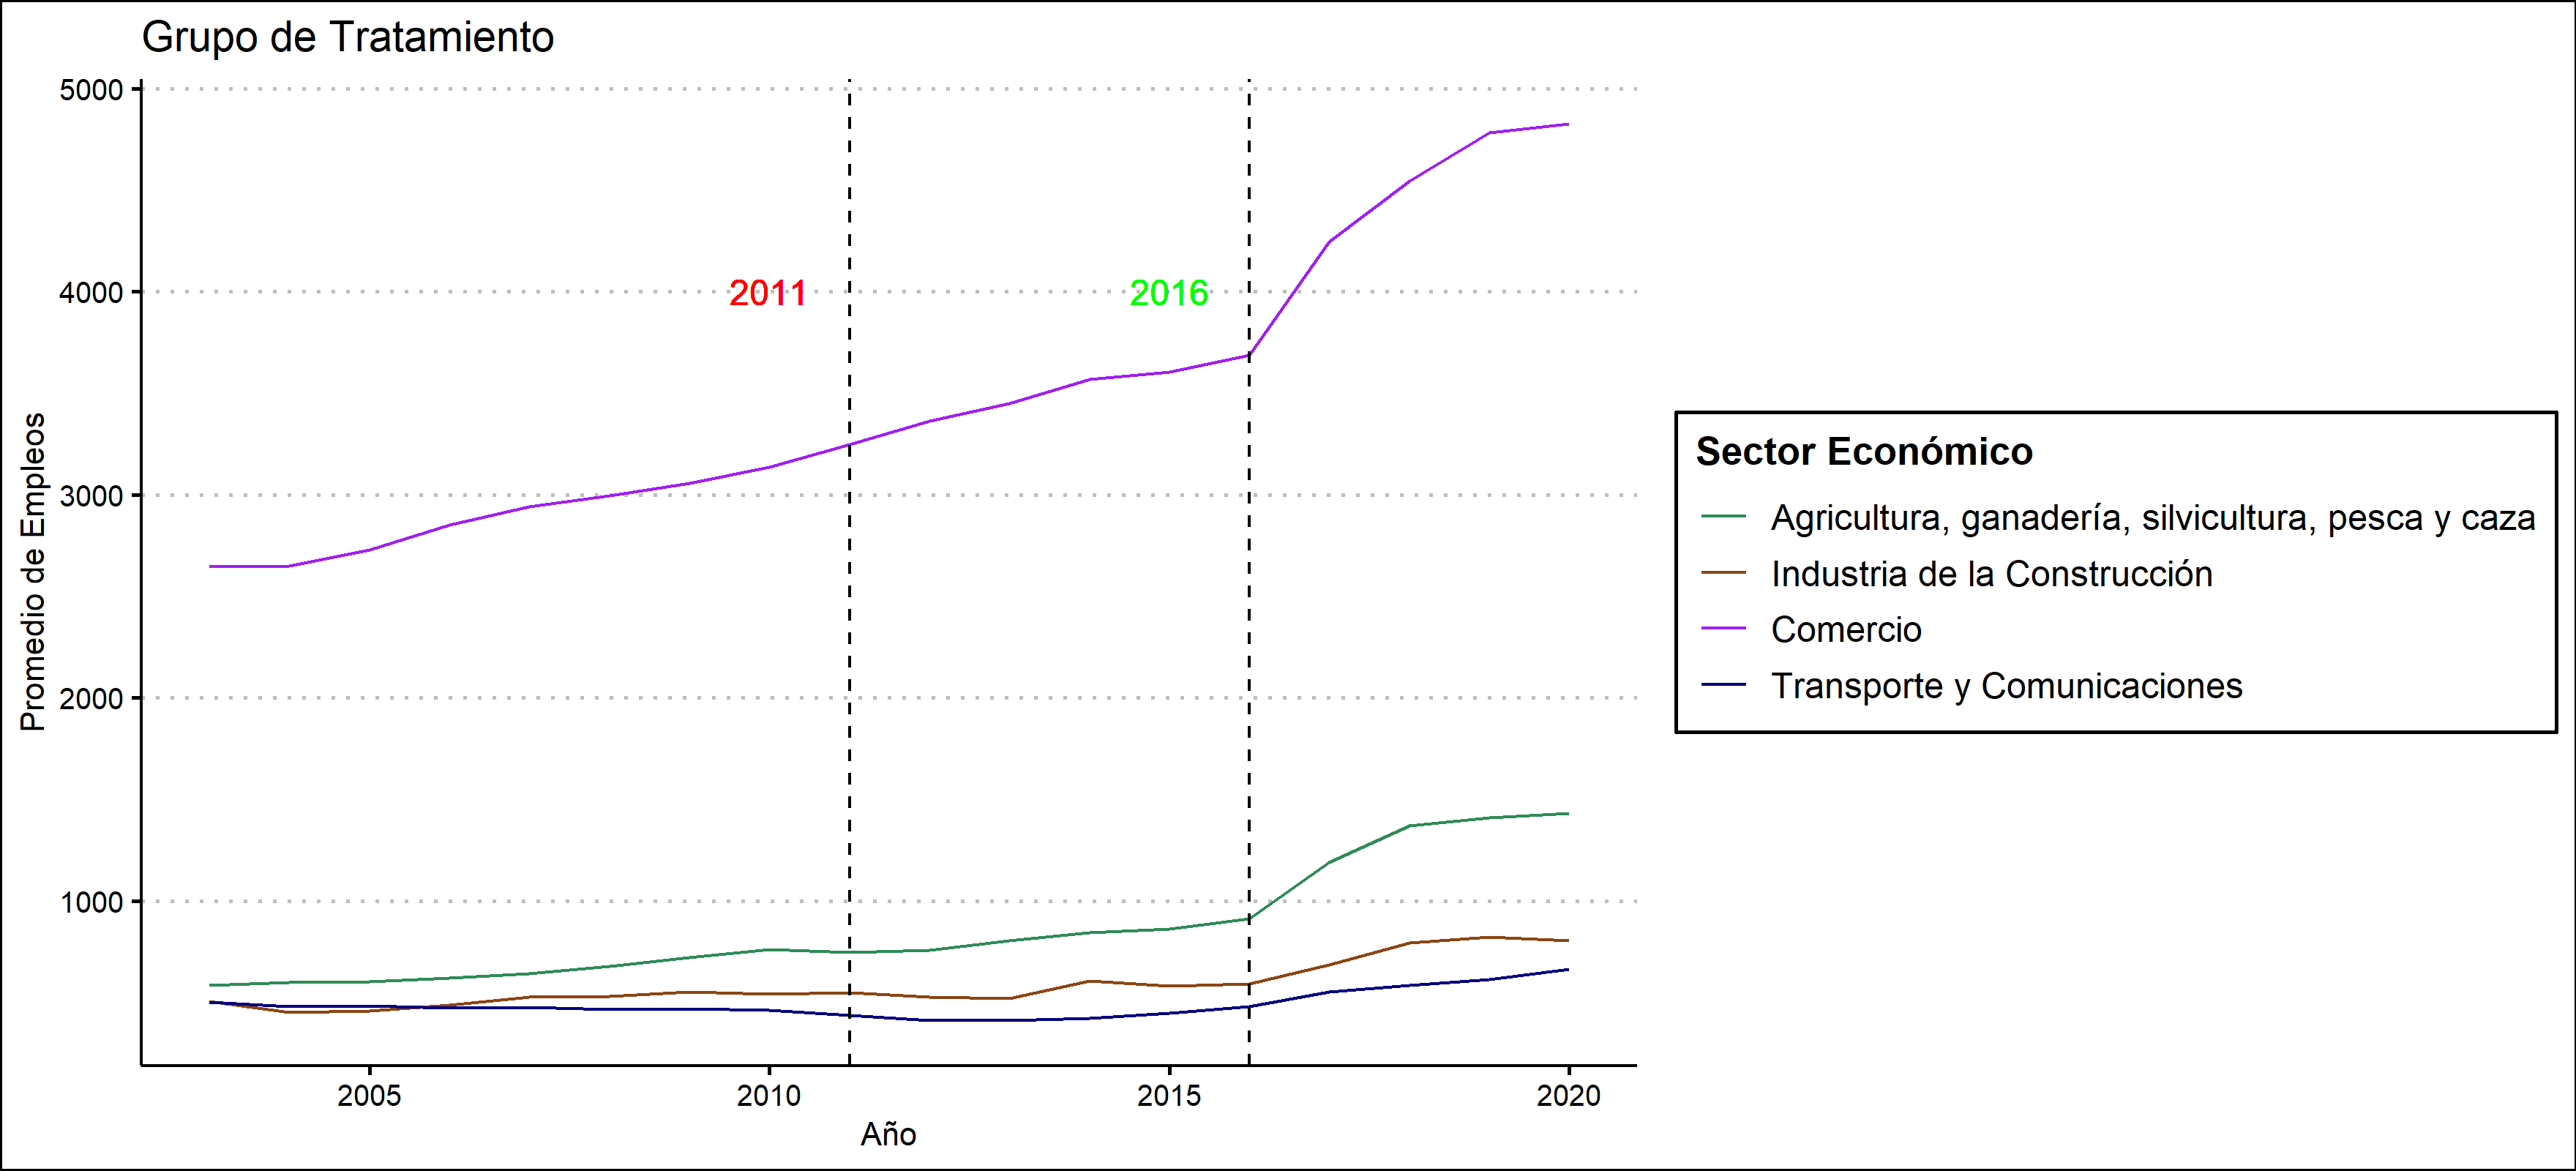 Grupo de Tratamiento
5000
4000
3000
2000
1000
Promedio de Empleos
2011
2016
2005
2010
2015
2020
Año
Sector Económico
Agricultura, ganadería, silvicultura, pesca y caza
Industria de la Construcción
Comercio
Transporte y Comunicaciones